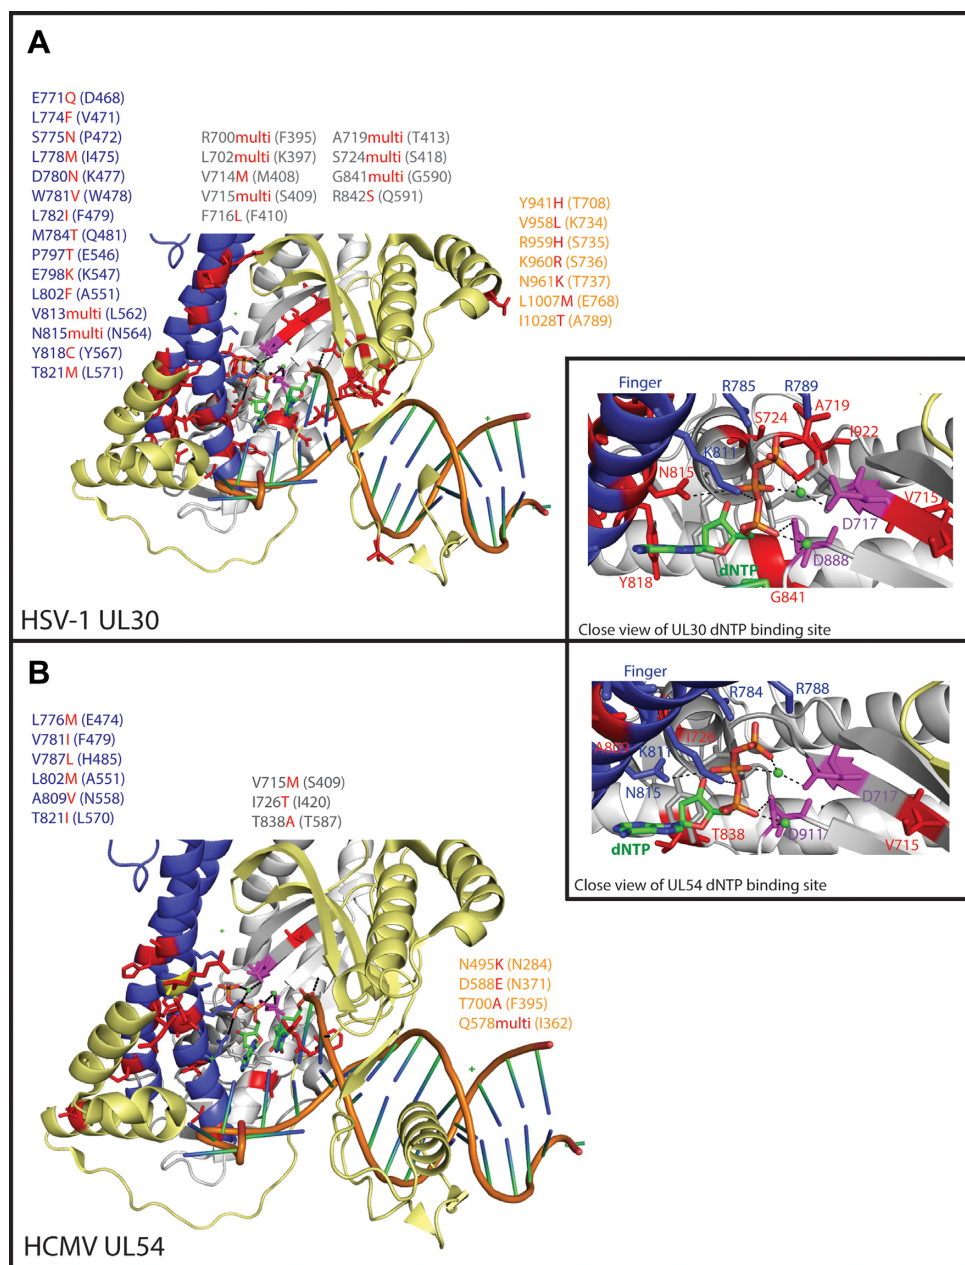 A
E771Q (D468)
L774F (V471)
S775N (P472)
L778M (I475)
D780N (K477)
W781V (W478)
L782I (F479)
M784T (Q481)
P797T (E546)
E798K (K547)
L802F (A551)
V813multi (L562)
N815multi (N564)
Y818C (Y567)
T821M (L571)
R700multi (F395)
L702multi (K397)
V714M (M408)
V715multi (S409)
F716L (F410)
A719multi (T413)
S724multi (S418)
G841multi (G590)
R842S (Q591)
Y941H (T708)
V958L (K734)
R959H (S735)
K960R (S736)
N961K (T737)
L1007M (E768)
I1028T (A789)
HSV-1 UL30
Finger
R785
R789
S724
A719
I922
K811
N815
V715
D717
D888
dNTP
Y818
G841
Close view of UL30 dNTP binding site
B
L776M (E474)
V781I (F479)
V787L (H485)
L802M (A551)
A809V (N558)
T821I (L570)
V715M (S409)
I726T (I420)
T838A (T587)
N495K (N284)
D588E (N371)
T700A (F395)
Q578multi (I362)
HCMV UL54
Finger
R784
R788
I726
A809
K811
N815
D717
T838
D911
V715
dNTP
Close view of UL54 dNTP binding site